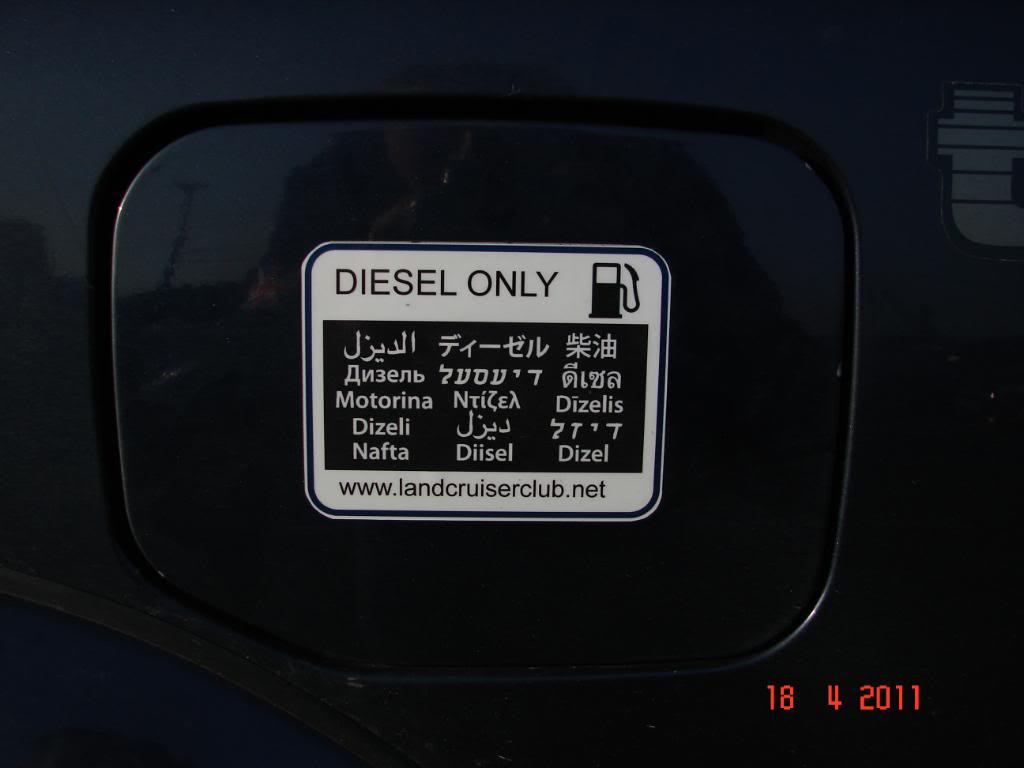 DIESEL ONLY
الديزل ディーゼル 柴油
Дизель דיעסעל ดีเซล
Motorina Ντίζελ Dīzelis
Dizeli دیزل דיזל
Nafta Diisel Dizel
www.landcruiserclub.net
18 4 2011